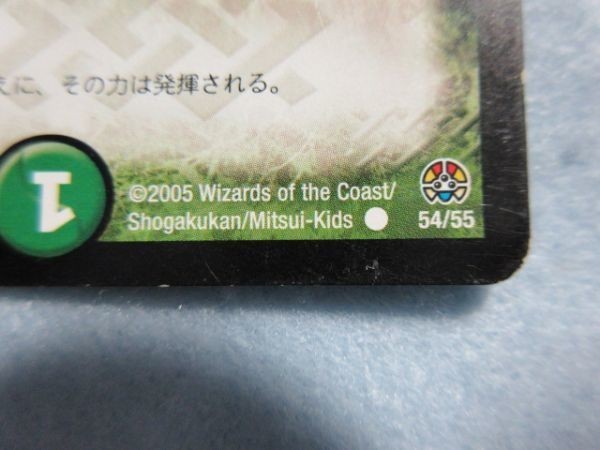 に、その力は発揮される。
1
©2005 Wizards of the Coast/
Shogakukan/Mitsui-Kids
54/55